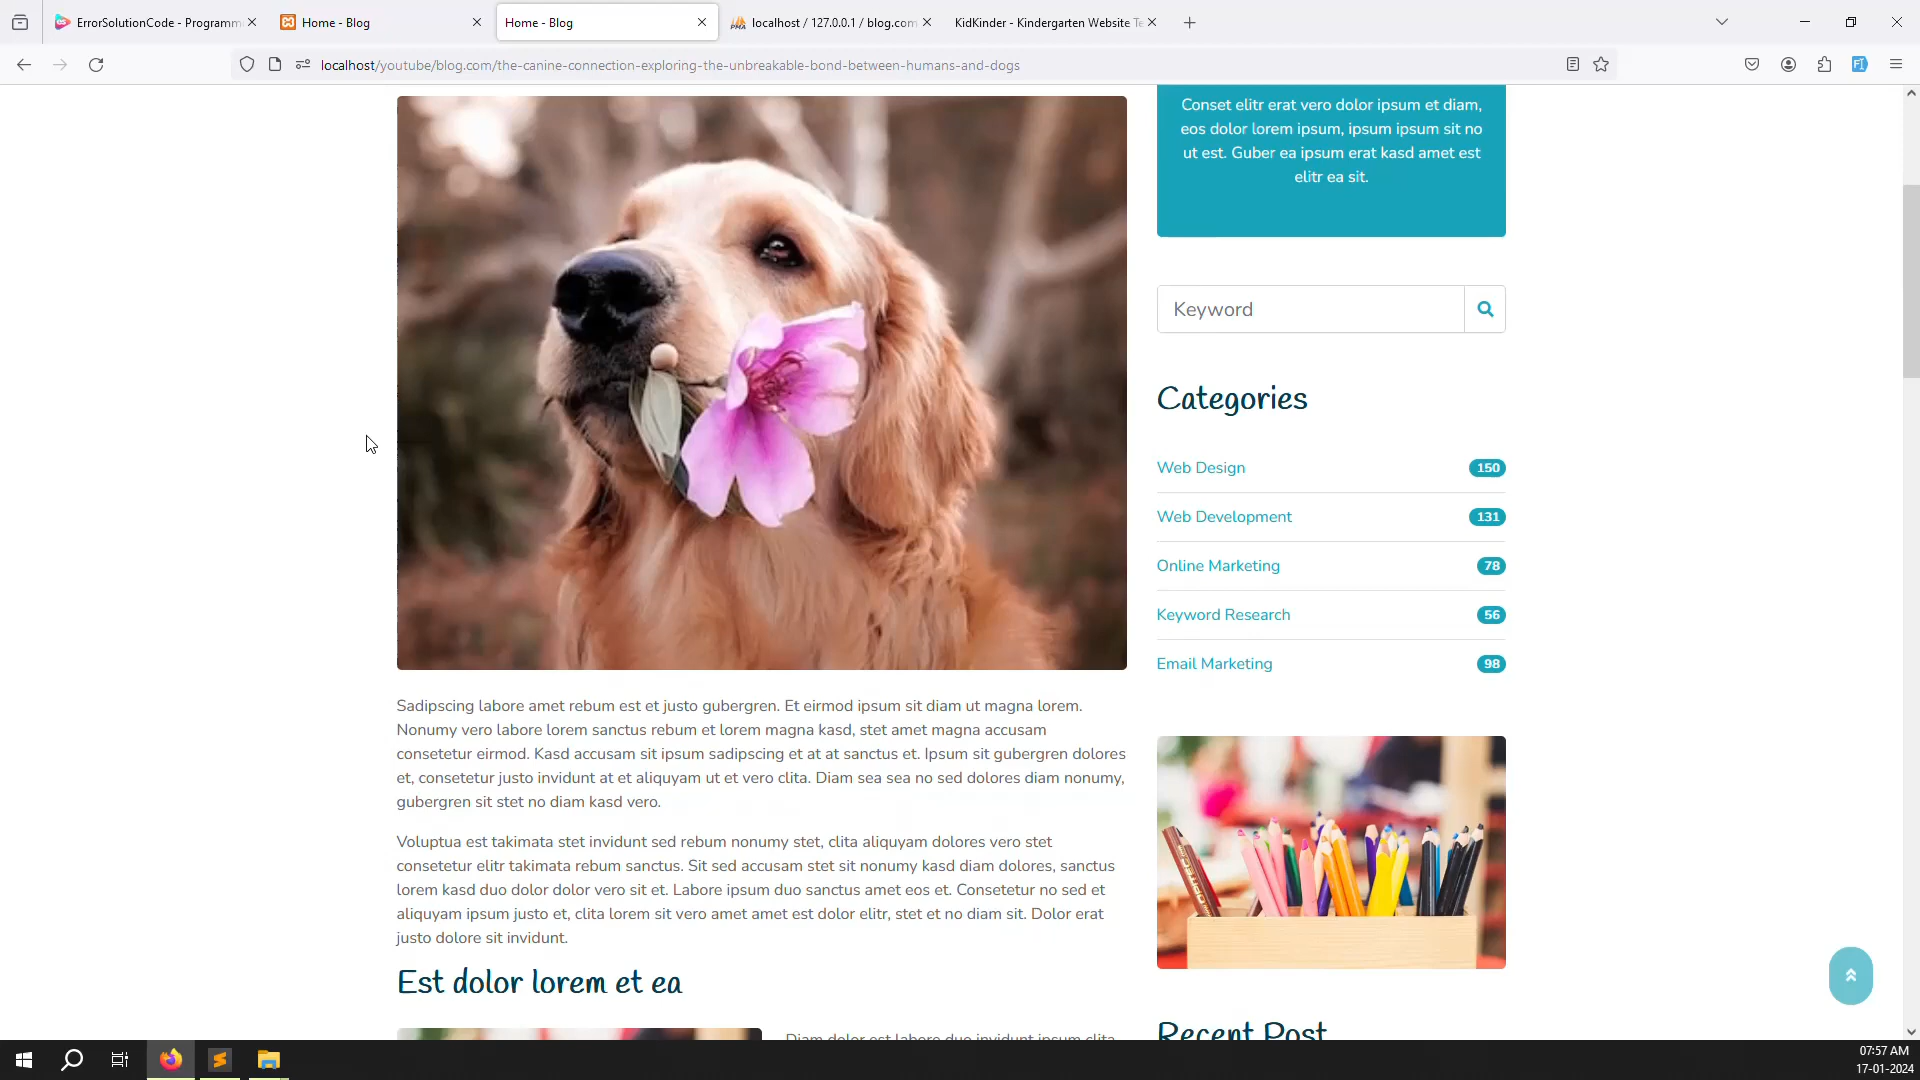 ErrorSolutionCode - Programm
Home - Blog
Home - Blog
localhost / 127.0.0.1 / blog.com
KidKinder - Kindergarten Website Te
localhost/youtube/blog.com/the-canine-connection-exploring-the-unbreakable-bond-between-humans-and-dogs
Conset elitr erat vero dolor ipsum et diam,
eos dolor lorem ipsum, ipsum ipsum sit no
ut est. Guber ea ipsum erat kasd amet est
elitr ea sit.
Keyword
Categories
Web Design 150
Web Development 131
Online Marketing 78
Keyword Research 56
Email Marketing 98
Sadipscing labore amet rebum est et justo gubergren. Et eirmod ipsum sit diam ut magna lorem.
Nonumy vero labore lorem sanctus rebum et lorem magna kasd, stet amet magna accusam
consetetur eirmod. Kasd accusam sit ipsum sadipscing et at at sanctus et. Ipsum sit gubergren dolores
et, consetetur justo invidunt at et aliquyam ut et vero clita. Diam sea sea no sed dolores diam nonumy,
gubergren sit stet no diam kasd vero.
Voluptua est takimata stet invidunt sed rebum nonumy stet, clita aliquyam dolores vero stet
consetetur elitr takimata rebum sanctus. Sit sed accusam stet sit nonumy kasd diam dolores, sanctus
lorem kasd duo dolor dolor vero sit et. Labore ipsum duo sanctus amet eos et. Consetetur no sed et
aliquyam ipsum justo et, clita lorem sit vero amet amet est dolor elitr, stet et no diam sit. Dolor erat
justo dolore sit invidunt.
Est dolor lorem et ea
Diam dolor est labore duo invidunt ipsum clita
Recent Post
07:57 AM
17-01-2024